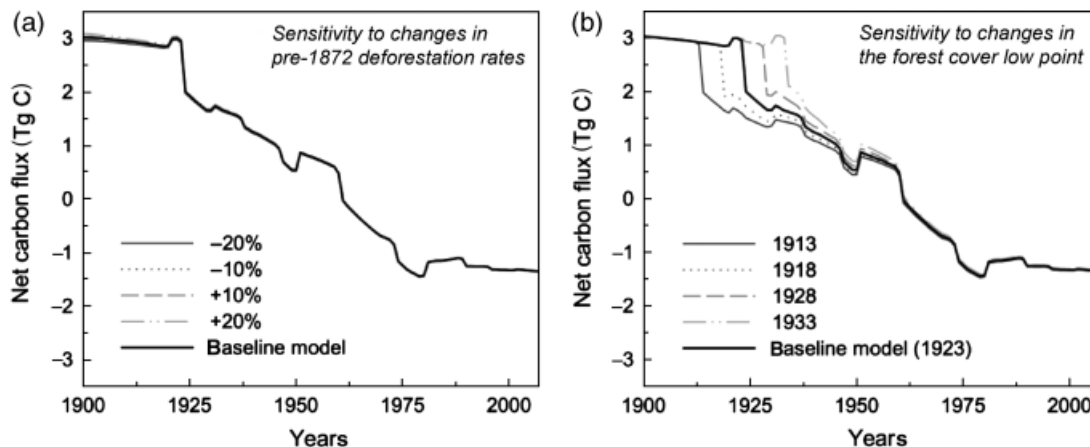 (a)
Sensitivity to changes in
pre-1872 deforestation rates
Net carbon flux (Tg C)
3
2
1
0
–1
–2
–3
–20%
–10%
+10%
+20%
Baseline model
1900 1925 1950 1975 2000
Years
(b)
Sensitivity to changes in
the forest cover low point
Net carbon flux (Tg C)
3
2
1
0
–1
–2
–3
1913
1918
1928
1933
Baseline model (1923)
1900 1925 1950 1975 2000
Years